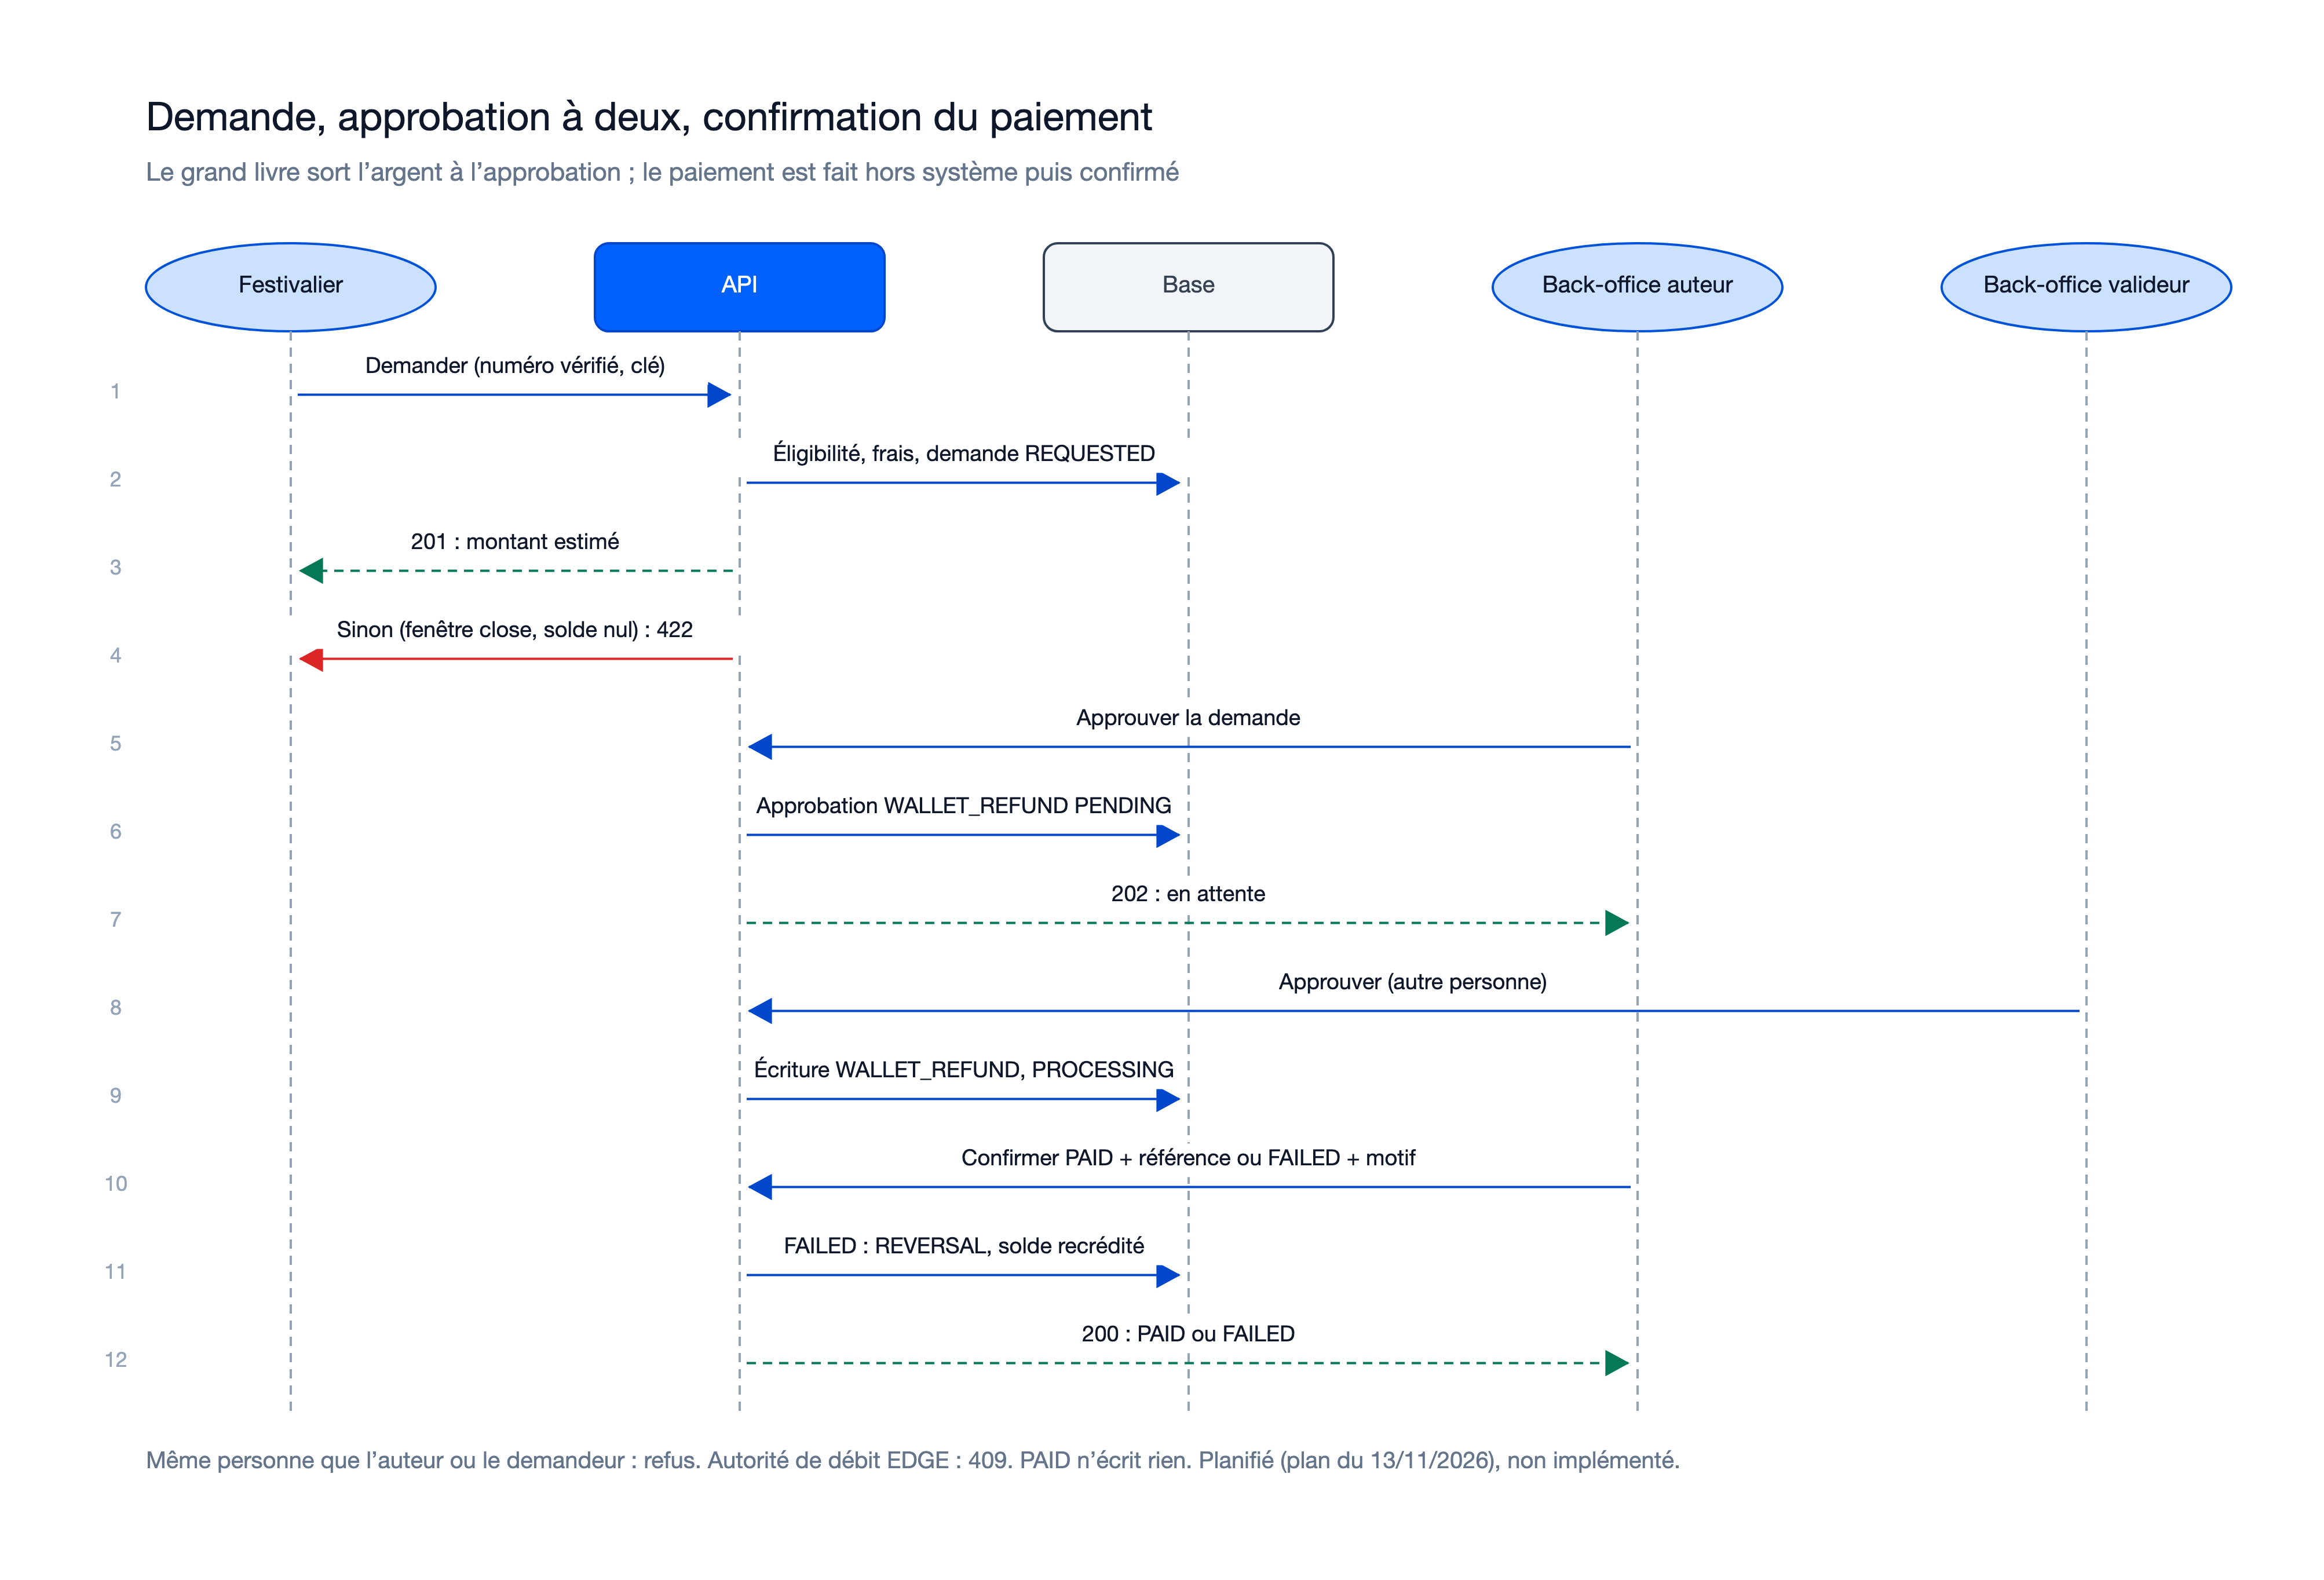 Demande, approbation à deux, confirmation du paiement
Le grand livre sort l’argent à l’approbation ; le paiement est fait hors système puis confirmé
Festivalier
API
Base
Back-office auteur
Back-office valideur
Demander (numéro vérifié, clé)
1
Éligibilité, frais, demande REQUESTED
2
201 : montant estimé
3
Sinon (fenêtre close, solde nul) : 422
4
Approuver la demande
5
Approbation WALLET_REFUND PENDING
6
202 : en attente
7
Approuver (autre personne)
8
Écriture WALLET_REFUND, PROCESSING
9
Confirmer PAID + référence ou FAILED + motif
10
FAILED : REVERSAL, solde recrédité
11
200 : PAID ou FAILED
12
Même personne que l’auteur ou le demandeur : refus. Autorité de débit EDGE : 409. PAID n’écrit rien. Planifié (plan du 13/11/2026), non implémenté.